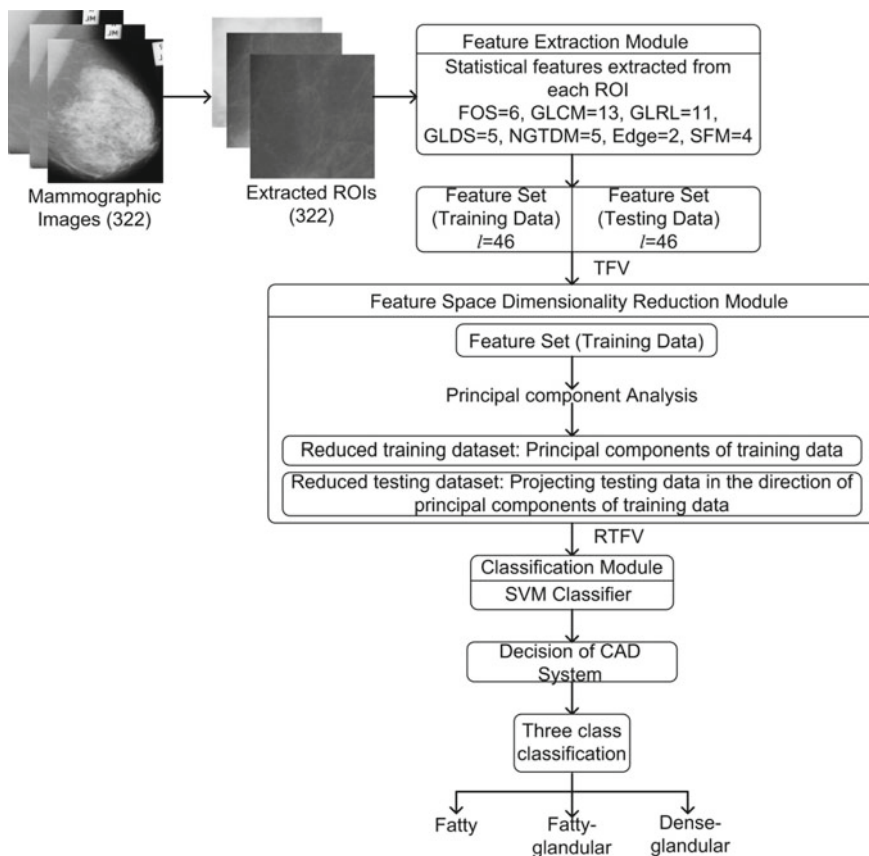 JM
JM
Mammographic
Images (322)
Extracted ROIs
(322)
Feature Extraction Module
Statistical features extracted from
each ROI
FOS=6, GLCM=13, GLRL=11,
GLDS=5, NGTDM=5, Edge=2, SFM=4
Feature Set
(Training Data)
l=46
Feature Set
(Testing Data)
l=46
TFV
Feature Space Dimensionality Reduction Module
Feature Set (Training Data)
Principal component Analysis
Reduced training dataset: Principal components of training data
Reduced testing dataset: Projecting testing data in the direction of
principal components of training data
RTFV
Classification Module
SVM Classifier
Decision of CAD
System
Three class
classification
Fatty
Fatty-
glandular
Dense-
glandular